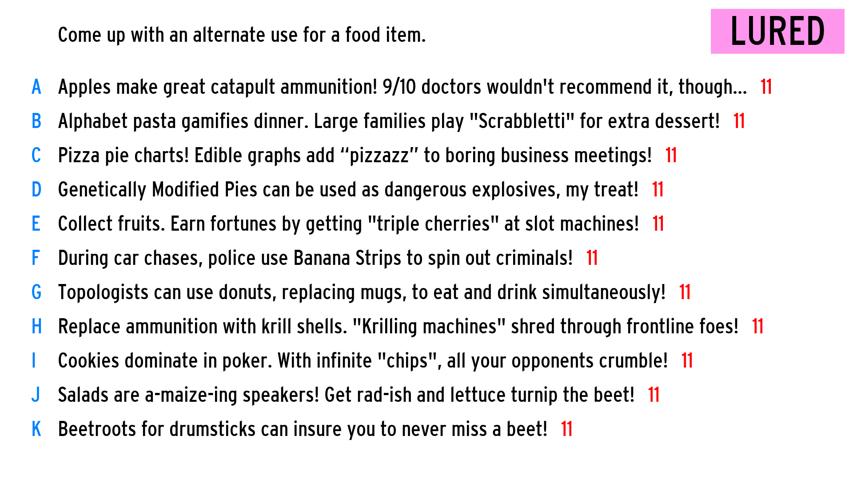 Come up with an alternate use for a food item.
LURED
A Apples make great catapult ammunition! 9/10 doctors wouldn't recommend it, though... 11
B Alphabet pasta gamifies dinner. Large families play "Scrabbletti" for extra dessert! 11
C Pizza pie charts! Edible graphs add “pizzazz” to boring business meetings! 11
D Genetically Modified Pies can be used as dangerous explosives, my treat! 11
E Collect fruits. Earn fortunes by getting "triple cherries" at slot machines! 11
F During car chases, police use Banana Strips to spin out criminals! 11
G Topologists can use donuts, replacing mugs, to eat and drink simultaneously! 11
H Replace ammunition with krill shells. "Krilling machines" shred through frontline foes! 11
I Cookies dominate in poker. With infinite "chips", all your opponents crumble! 11
J Salads are a-maize-ing speakers! Get rad-ish and lettuce turnip the beet! 11
K Beetroots for drumsticks can insure you to never miss a beet! 11